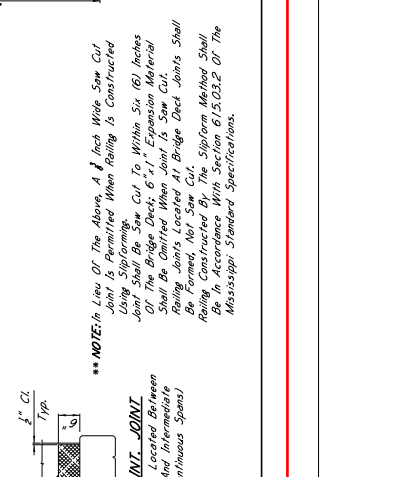 ** NOTE: In Lieu Of The Above, A Inch Wide Saw Cut
Joint Is Permitted When Railing Is Constructed
Using Slipforming.
Joint Shall Be Saw Cut To Within Six (6) Inches
Of The Bridge Deck; 6"x1" Expansion Material
Shall Be Omitted When Joint Is Saw Cut.
Railing Joints Located At Bridge Deck Joints Shall
Be Formed, Not Saw Cut.
Railing Constructed By The Slipform Method Shall
Be In Accordance With Section 615.03.2 Of The
Mississippi Standard Specifications.
½" Cl.
Typ.
6"
INT. JOINT
Located Between
And Intermediate
ntinuous Spans)